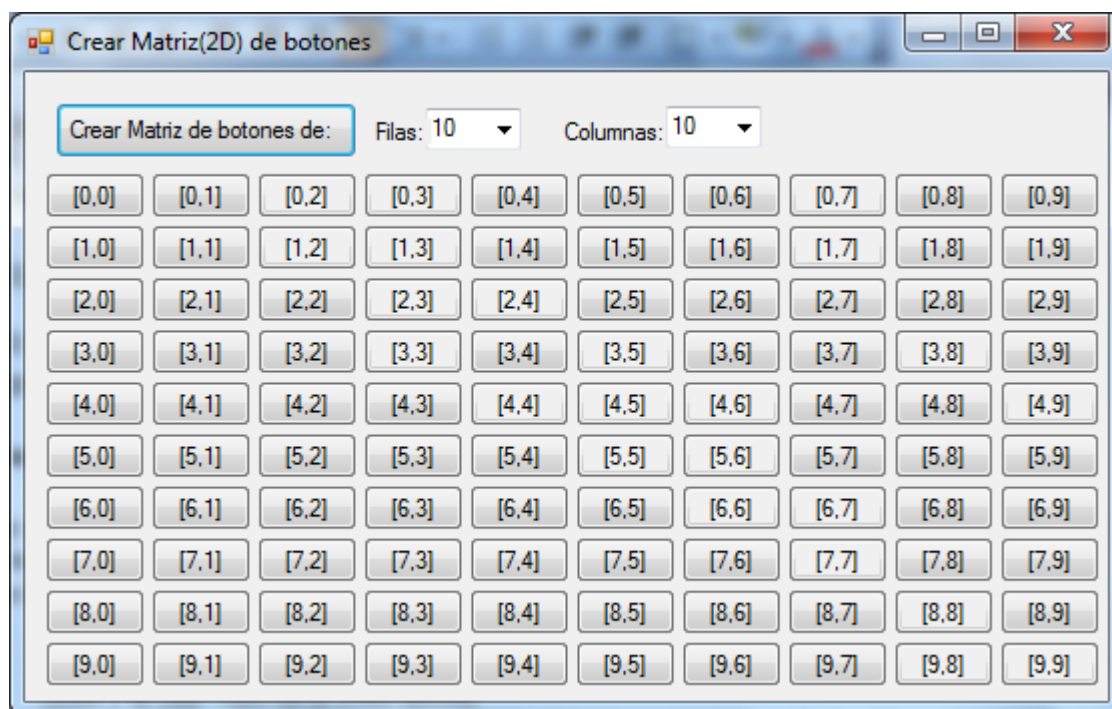 Crear Matriz(2D) de botones
Crear Matriz de botones de: Filas: 10 Columnas: 10
[0,0] [0,1] [0,2] [0,3] [0,4] [0,5] [0,6] [0,7] [0,8] [0,9]
[1,0] [1,1] [1,2] [1,3] [1,4] [1,5] [1,6] [1,7] [1,8] [1,9]
[2,0] [2,1] [2,2] [2,3] [2,4] [2,5] [2,6] [2,7] [2,8] [2,9]
[3,0] [3,1] [3,2] [3,3] [3,4] [3,5] [3,6] [3,7] [3,8] [3,9]
[4,0] [4,1] [4,2] [4,3] [4,4] [4,5] [4,6] [4,7] [4,8] [4,9]
[5,0] [5,1] [5,2] [5,3] [5,4] [5,5] [5,6] [5,7] [5,8] [5,9]
[6,0] [6,1] [6,2] [6,3] [6,4] [6,5] [6,6] [6,7] [6,8] [6,9]
[7,0] [7,1] [7,2] [7,3] [7,4] [7,5] [7,6] [7,7] [7,8] [7,9]
[8,0] [8,1] [8,2] [8,3] [8,4] [8,5] [8,6] [8,7] [8,8] [8,9]
[9,0] [9,1] [9,2] [9,3] [9,4] [9,5] [9,6] [9,7] [9,8] [9,9]